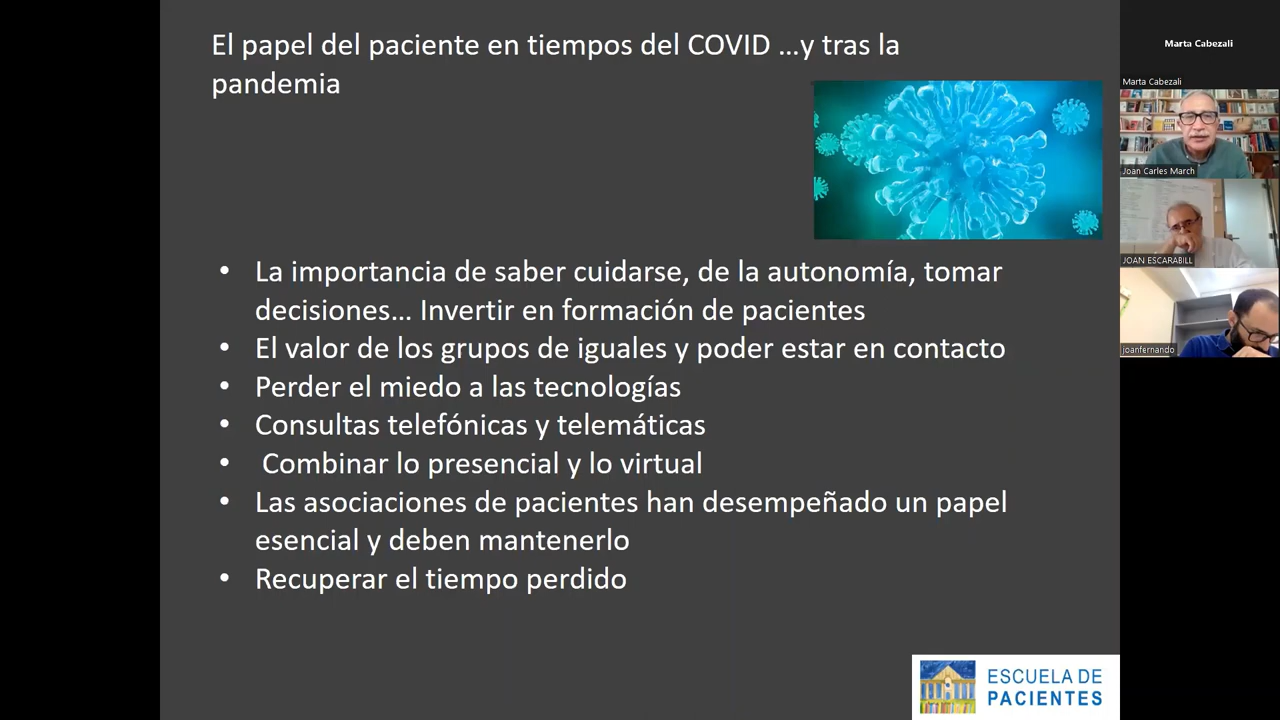 El papel del paciente en tiempos del COVID …y tras la
pandemia
• La importancia de saber cuidarse, de la autonomía, tomar
decisiones… Invertir en formación de pacientes
• El valor de los grupos de iguales y poder estar en contacto
• Perder el miedo a las tecnologías
• Consultas telefónicas y telemáticas
• Combinar lo presencial y lo virtual
• Las asociaciones de pacientes han desempeñado un papel
esencial y deben mantenerlo
• Recuperar el tiempo perdido
ESCUELA DE
PACIENTES
Marta Cabezali
Marta Cabezali
Joan Carles March
JOAN ESCARABILL
joanfernando